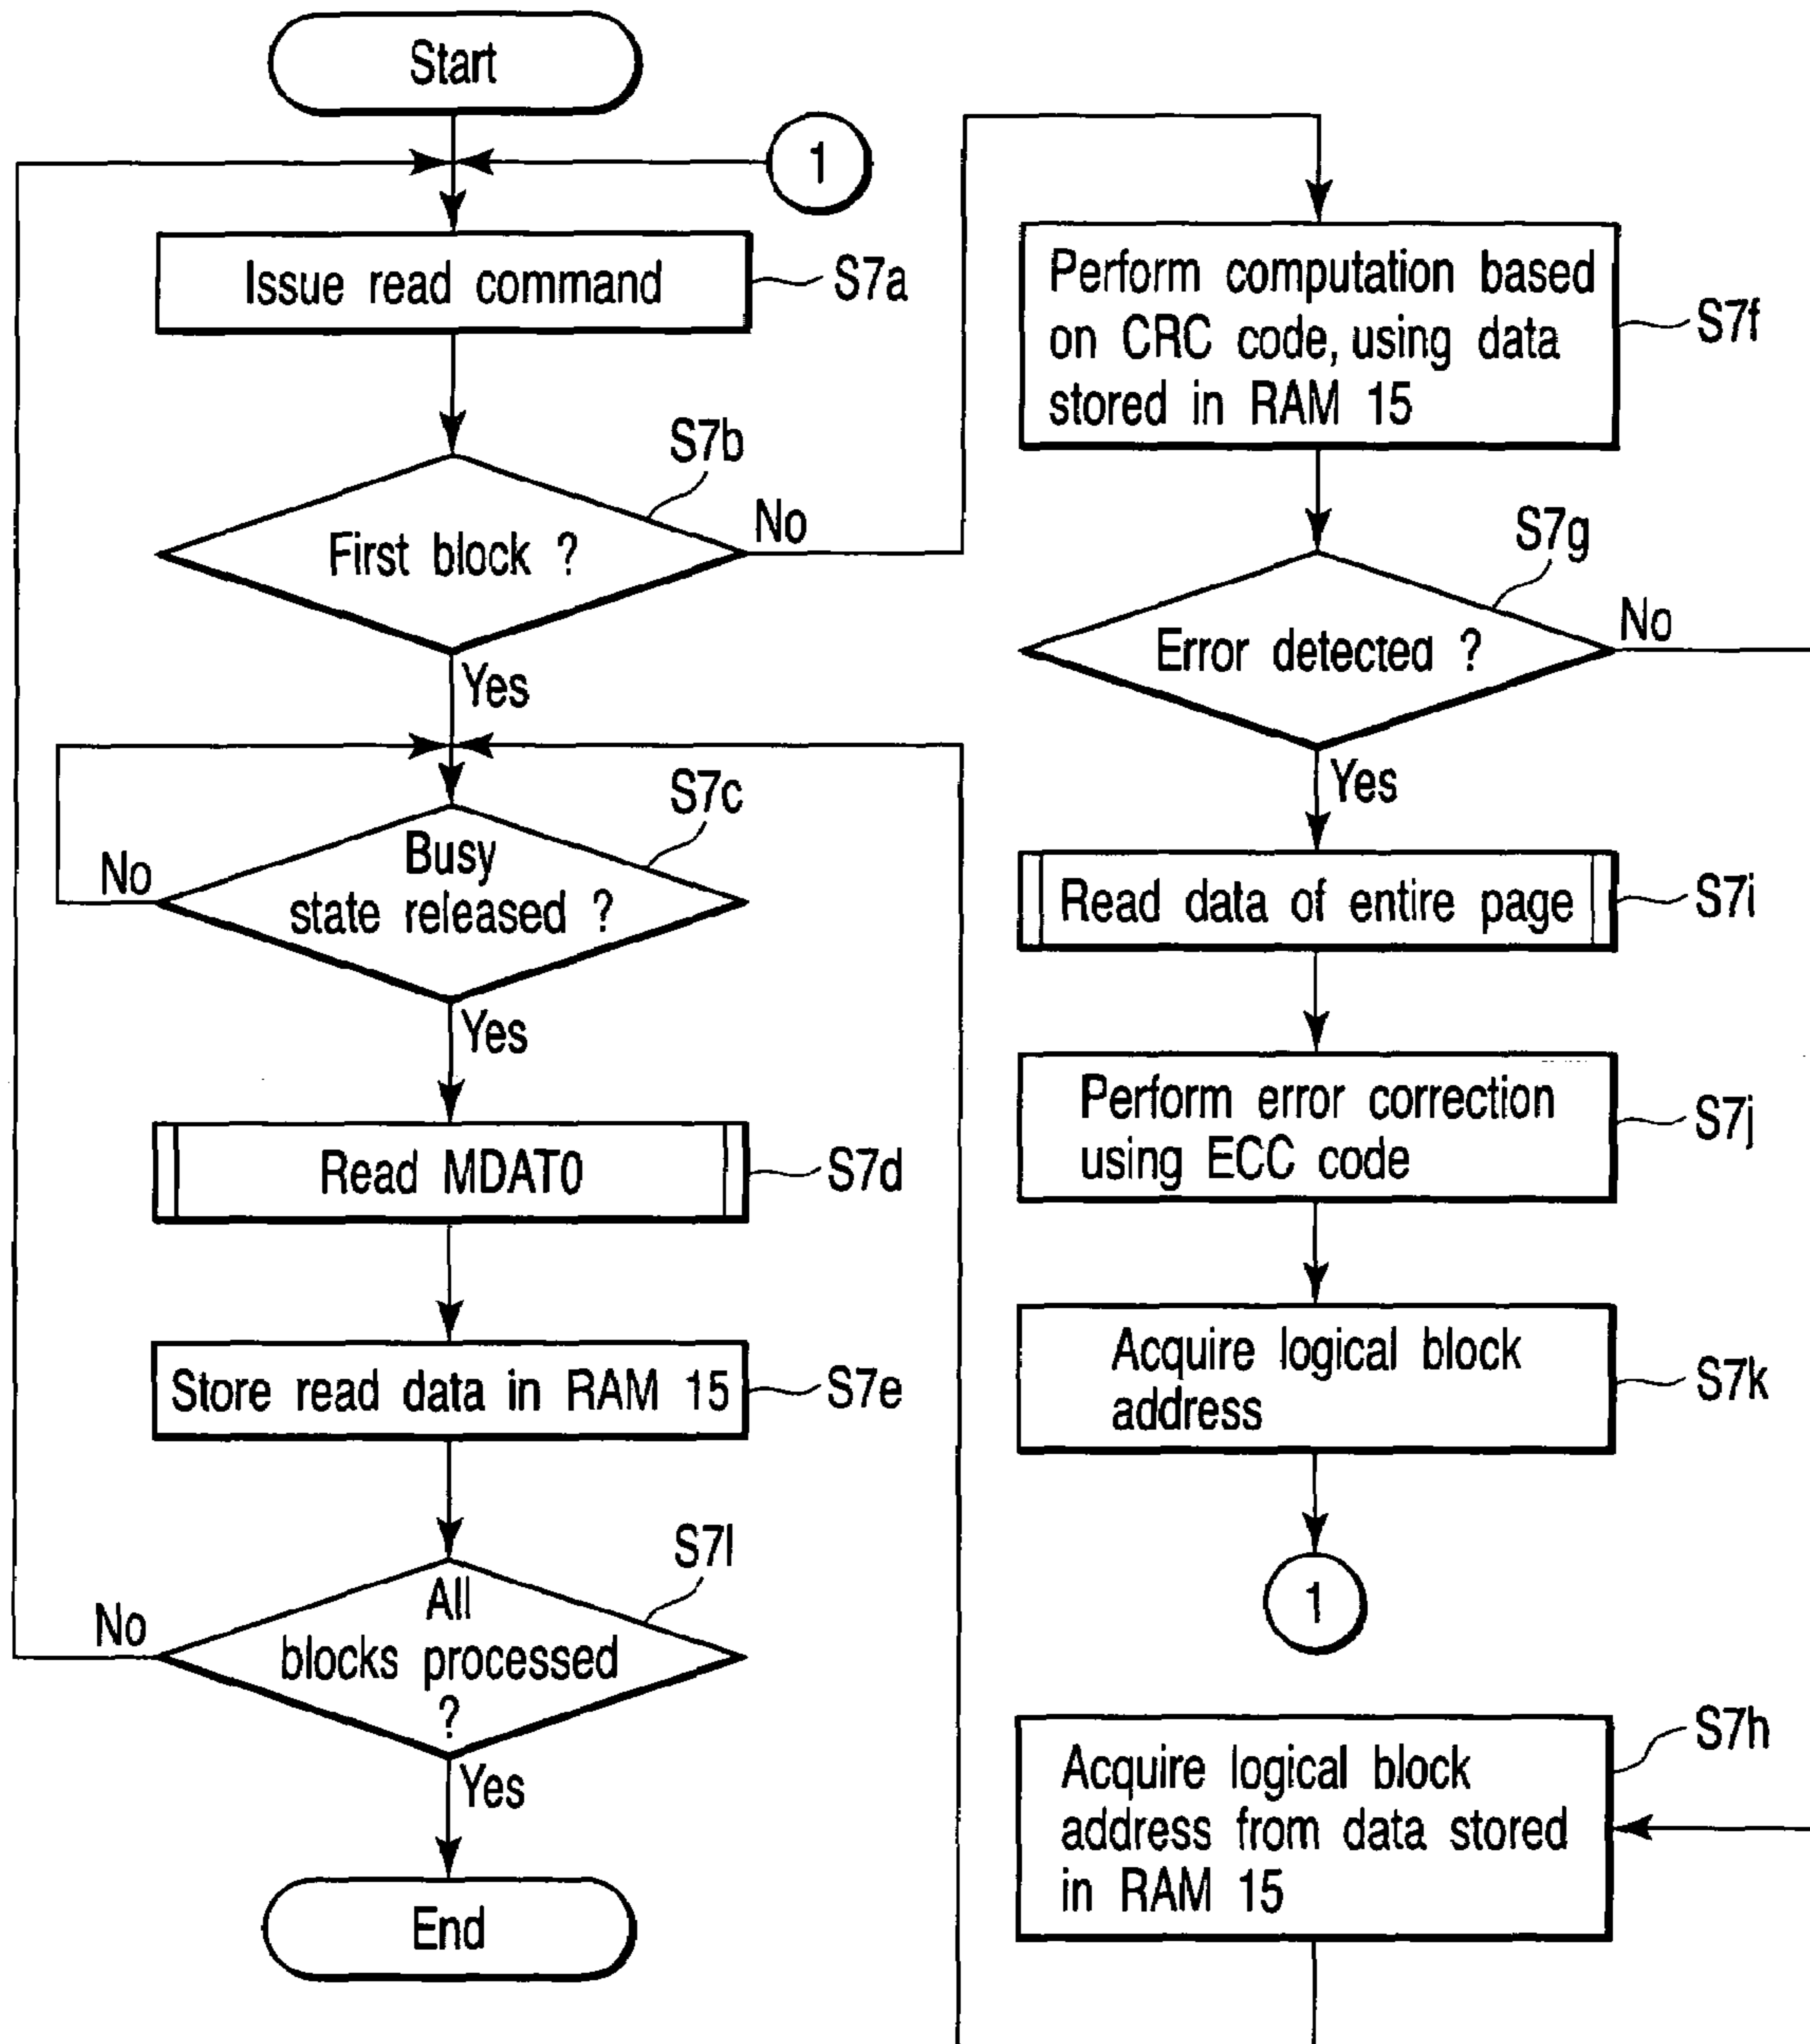 Start
1
Issue read command
S7a
S7b
First block ?
No
Yes
S7c
Busy
state released ?
No
Yes
Read MDAT0
S7d
Store read data in RAM 15
S7e
S7l
All
blocks processed
?
No
Yes
End
Perform computation based
on CRC code, using data
stored in RAM 15
S7f
S7g
Error detected ?
No
Yes
Read data of entire page
S7i
Perform error correction
using ECC code
S7j
Acquire logical block
address
S7k
1
S7h
Acquire logical block
address from data stored
in RAM 15